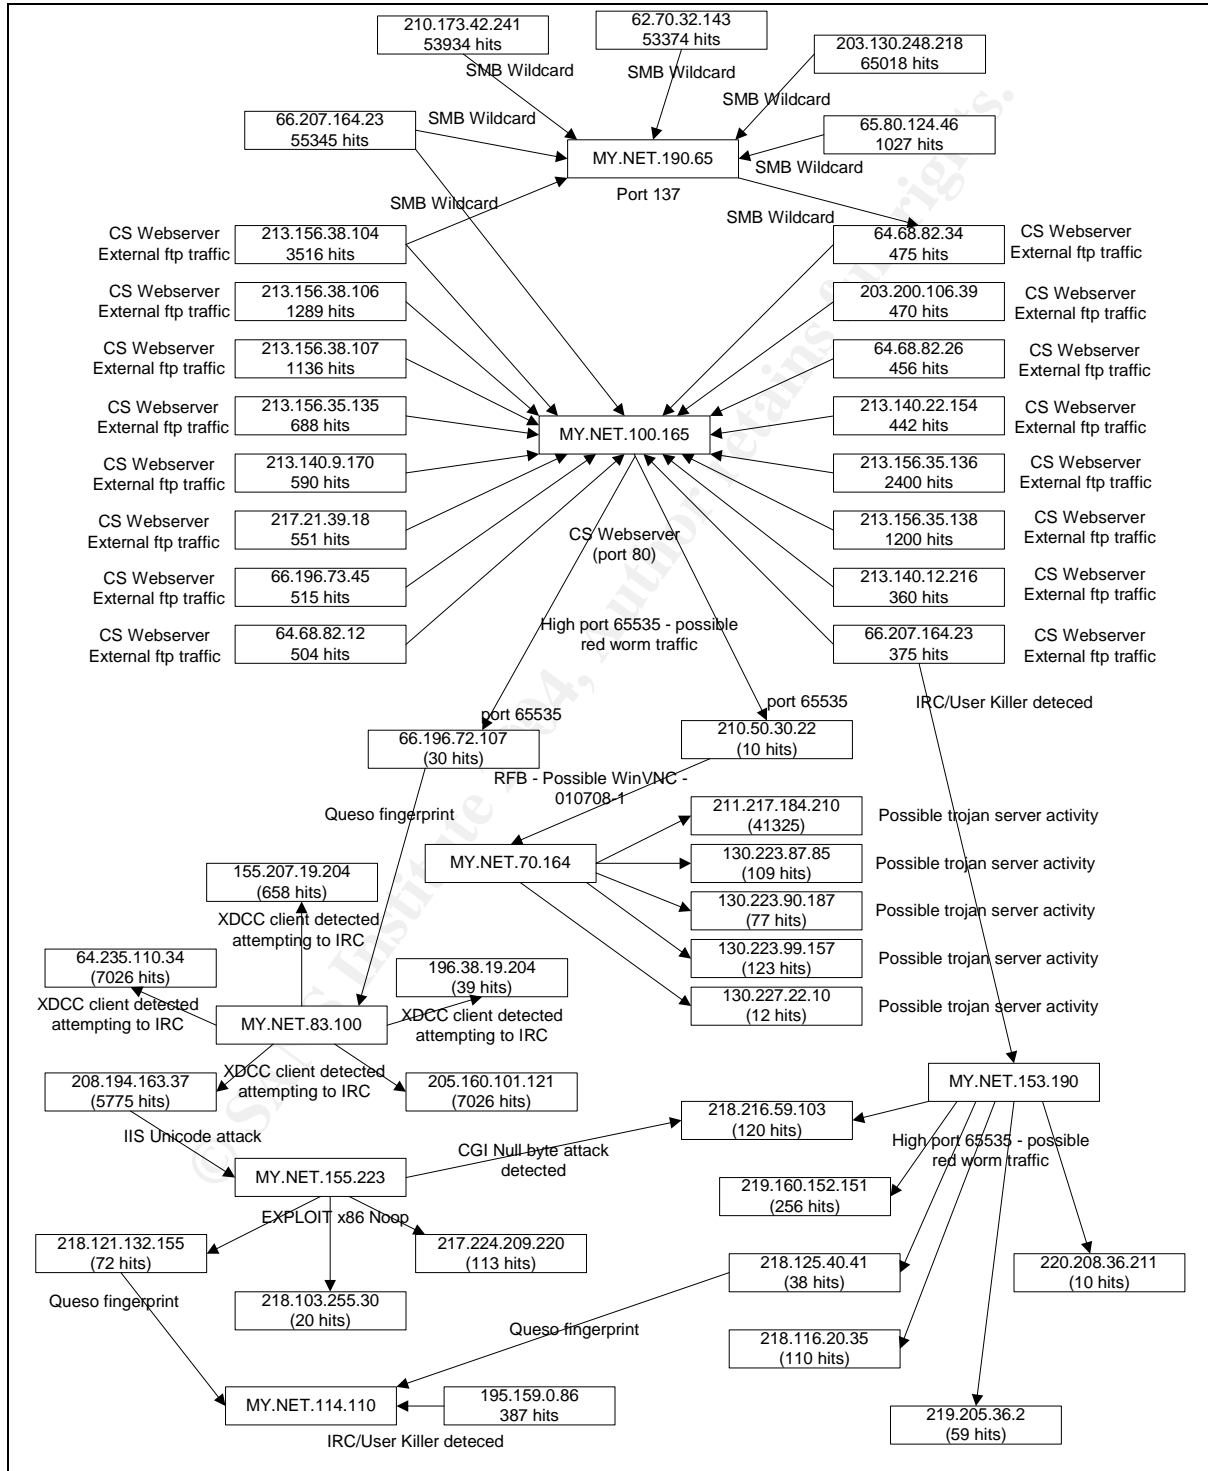 210.173.42.241
53934 hits
62.70.32.143
53374 hits
203.130.248.218
65018 hits
SMB Wildcard
SMB Wildcard
SMB Wildcard
66.207.164.23
55345 hits
SMB Wildcard
65.80.124.46
1027 hits
MY.NET.190.65
SMB Wildcard
Port 137
SMB Wildcard
SMB Wildcard
CS Webserver
External ftp traffic
213.156.38.104
3516 hits
64.68.82.34
475 hits
CS Webserver
External ftp traffic
CS Webserver
External ftp traffic
213.156.38.106
1289 hits
203.200.106.39
470 hits
CS Webserver
External ftp traffic
CS Webserver
External ftp traffic
213.156.38.107
1136 hits
64.68.82.26
456 hits
CS Webserver
External ftp traffic
CS Webserver
External ftp traffic
213.156.35.135
688 hits
MY.NET.100.165
213.140.22.154
442 hits
CS Webserver
External ftp traffic
CS Webserver
External ftp traffic
213.140.9.170
590 hits
213.156.35.136
2400 hits
CS Webserver
External ftp traffic
CS Webserver
External ftp traffic
217.21.39.18
551 hits
CS Webserver
(port 80)
213.156.35.138
1200 hits
CS Webserver
External ftp traffic
CS Webserver
External ftp traffic
66.196.73.45
515 hits
213.140.12.216
360 hits
CS Webserver
External ftp traffic
CS Webserver
External ftp traffic
64.68.82.12
504 hits
High port 65535 - possible
red worm traffic
66.207.164.23
375 hits
CS Webserver
External ftp traffic
IRC/User Killer deteced
port 65535
port 65535
66.196.72.107
(30 hits)
210.50.30.22
(10 hits)
RFB - Possible WinVNC -
010708-1
Queso fingerprint
211.217.184.210
(41325)
Possible trojan server activity
MY.NET.70.164
130.223.87.85
(109 hits)
Possible trojan server activity
155.207.19.204
(658 hits)
130.223.90.187
(77 hits)
Possible trojan server activity
XDCC client detected
attempting to IRC
130.223.99.157
(123 hits)
Possible trojan server activity
64.235.110.34
(7026 hits)
196.38.19.204
(39 hits)
130.227.22.10
(12 hits)
Possible trojan server activity
XDCC client detected
attempting to IRC
MY.NET.83.100
XDCC client detected
attempting to IRC
XDCC client detected
attempting to IRC
208.194.163.37
(5775 hits)
205.160.101.121
(7026 hits)
MY.NET.153.190
218.216.59.103
(120 hits)
IIS Unicode attack
CGI Null byte attack
detected
High port 65535 - possible
red worm traffic
MY.NET.155.223
219.160.152.151
(256 hits)
EXPLOIT x86 Noop
218.121.132.155
(72 hits)
217.224.209.220
(113 hits)
218.125.40.41
(38 hits)
220.208.36.211
(10 hits)
218.103.255.30
(20 hits)
Queso fingerprint
Queso fingerprint
218.116.20.35
(110 hits)
MY.NET.114.110
195.159.0.86
387 hits
219.205.36.2
(59 hits)
IRC/User Killer deteced